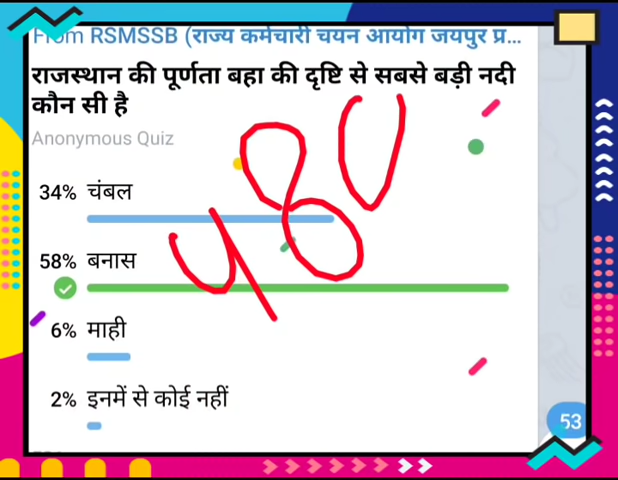 From RSMSSB (राज्य कर्मचारी चयन आयोग जयपुर प्र...
राजस्थान की पूर्णता बहा की दृष्टि से सबसे बड़ी नदी
कौन सी है
Anonymous Quiz
34% चंबल
58% बनास
6% माही
2% इनमें से कोई नहीं
480
53